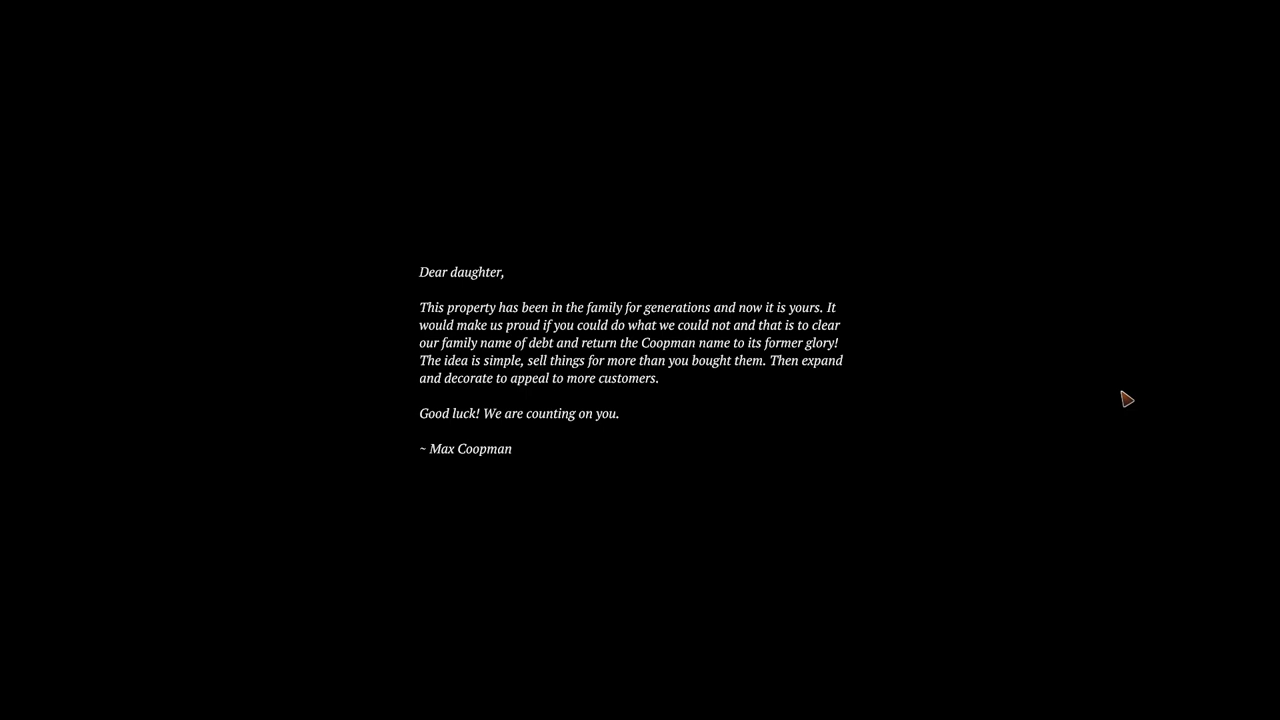 Dear daughter,
This property has been in the family for generations and now it is yours. It
would make us proud if you could do what we could not and that is to clear
our family name of debt and return the Coopman name to its former glory!
The idea is simple, sell things for more than you bought them. Then expand
and decorate to appeal to more customers.
Good luck! We are counting on you.
~ Max Coopman